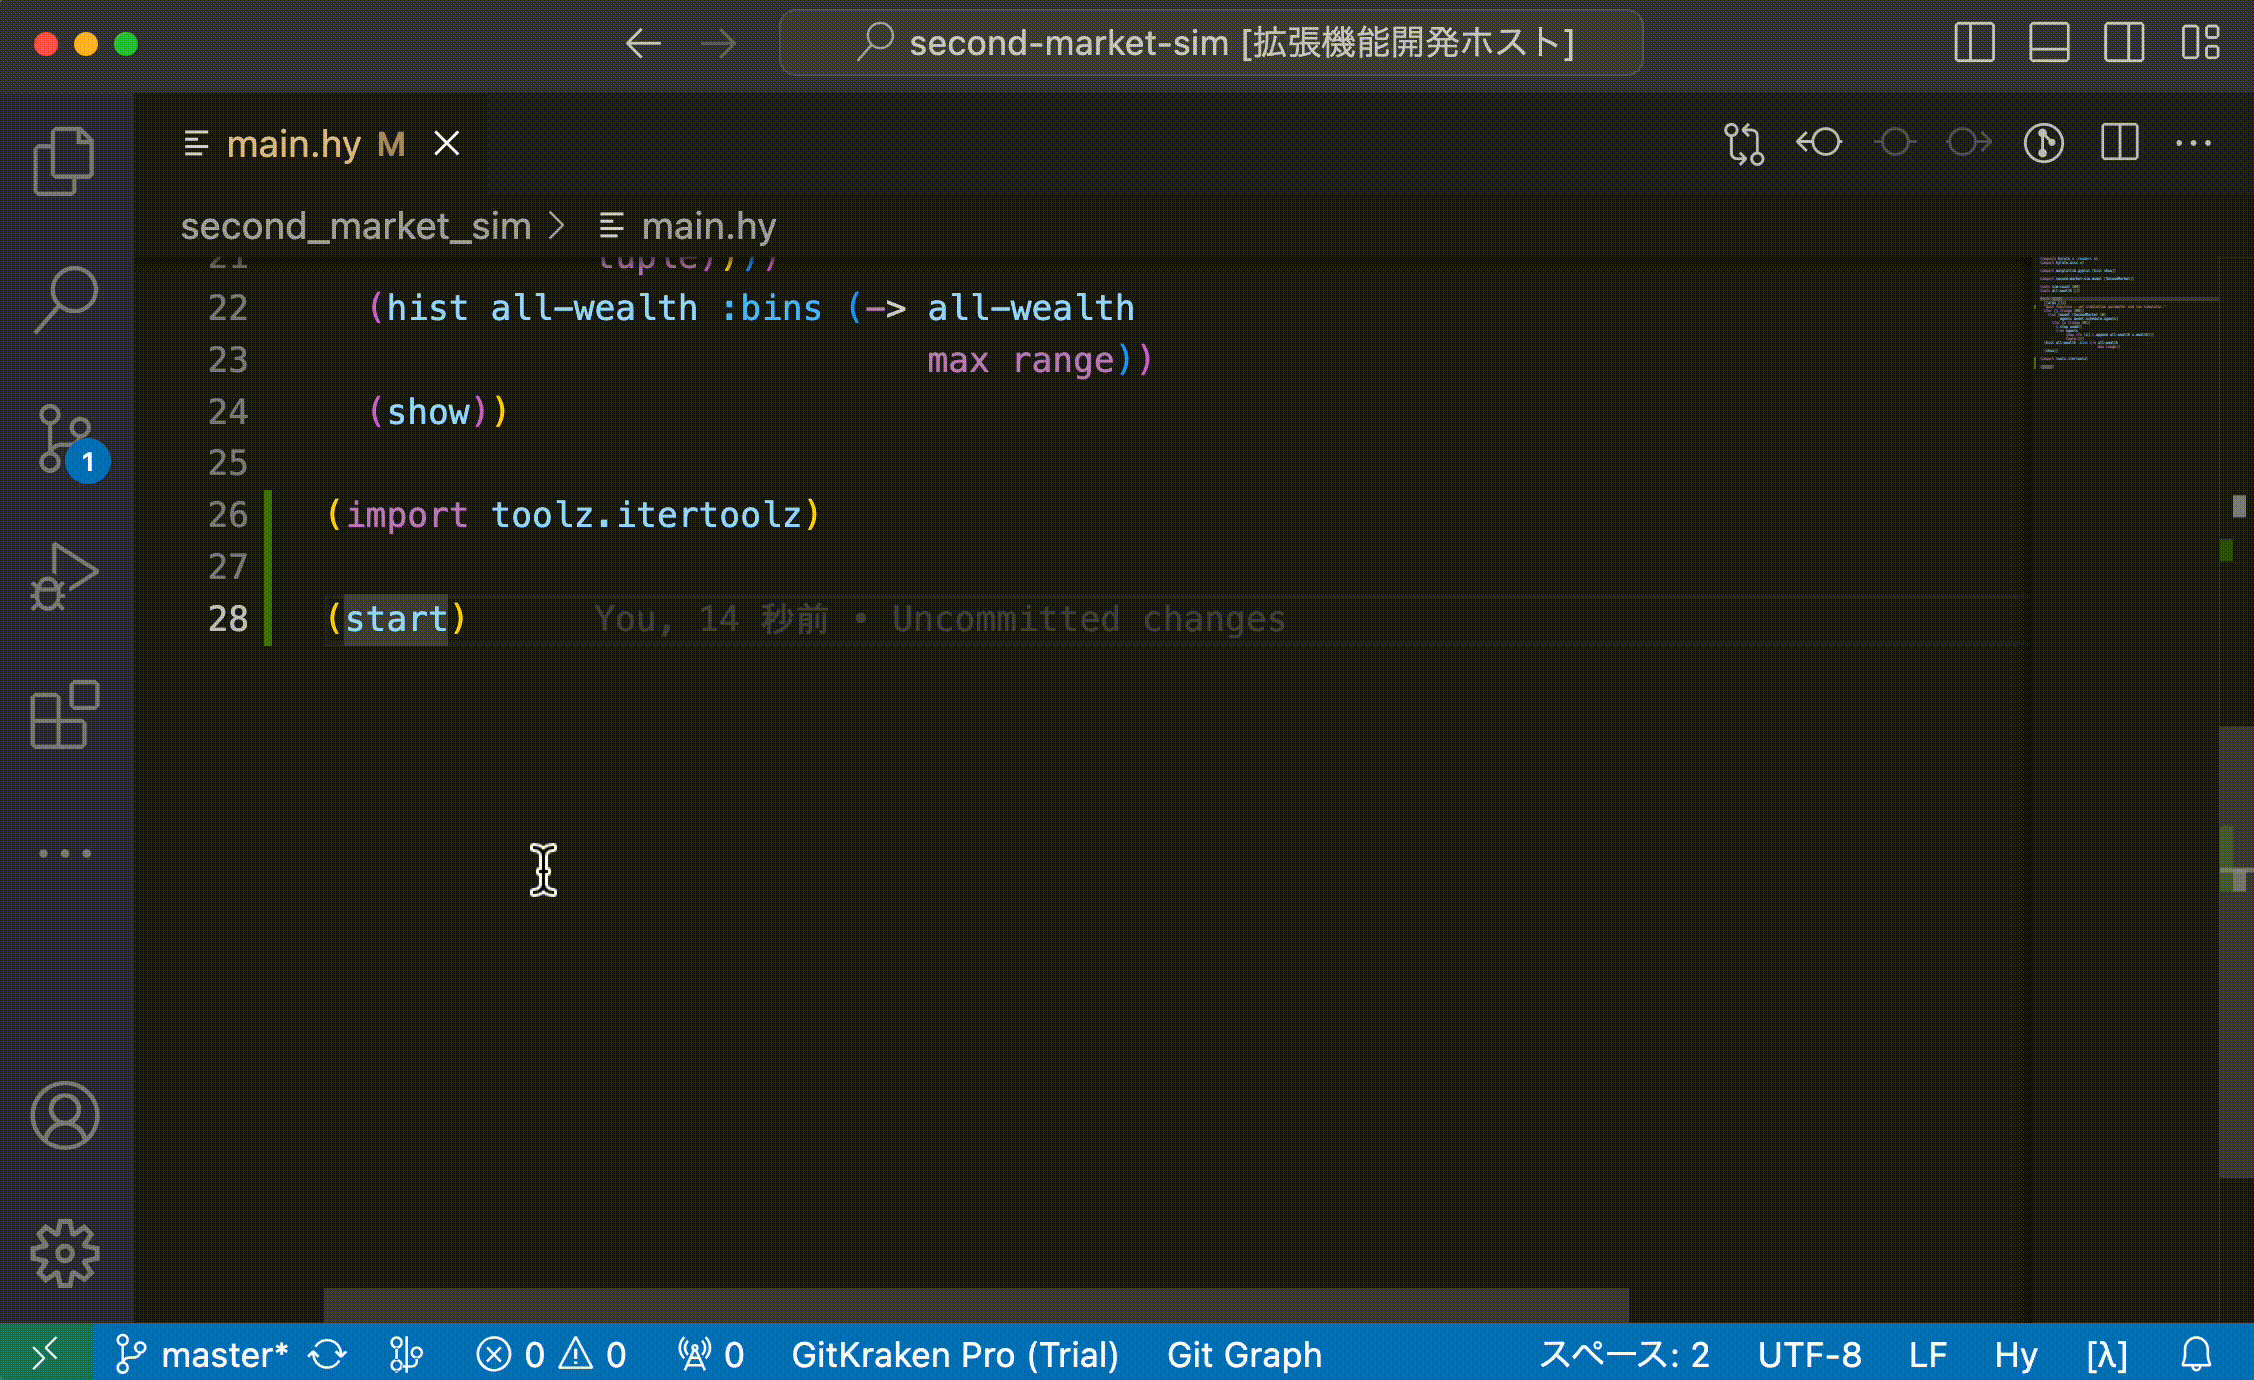 second-market-sim [拡張機能開発ホスト]
main.hy M
second_market_sim > main.hy
21 tuple))))
22 (hist all-wealth :bins (-> all-wealth
23 max range))
24 (show))
25
26 (import toolz.itertoolz)
27
28 (start) You, 14 秒前 • Uncommitted changes
1
master* 0 0 0 GitKraken Pro (Trial) Git Graph スペース: 2 UTF-8 LF Hy [λ]